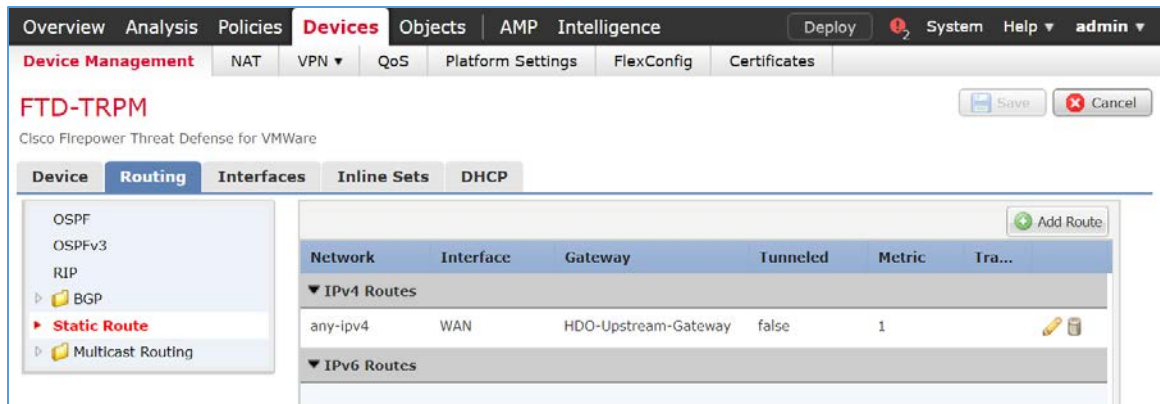 Overview Analysis Policies Devices Objects AMP Intelligence Deploy 2 System Help ▼ admin ▼
Device Management NAT VPN ▼ QoS Platform Settings FlexConfig Certificates
FTD-TRPM Save Cancel
Cisco Firepower Threat Defense for VMWare
Device Routing Interfaces Inline Sets DHCP
OSPF
OSPFv3
RIP
BGP
Static Route
Multicast Routing
Add Route
Network Interface Gateway Tunneled Metric Tra...
▼ IPv4 Routes
any-ipv4 WAN HDO-Upstream-Gateway false 1
▼ IPv6 Routes